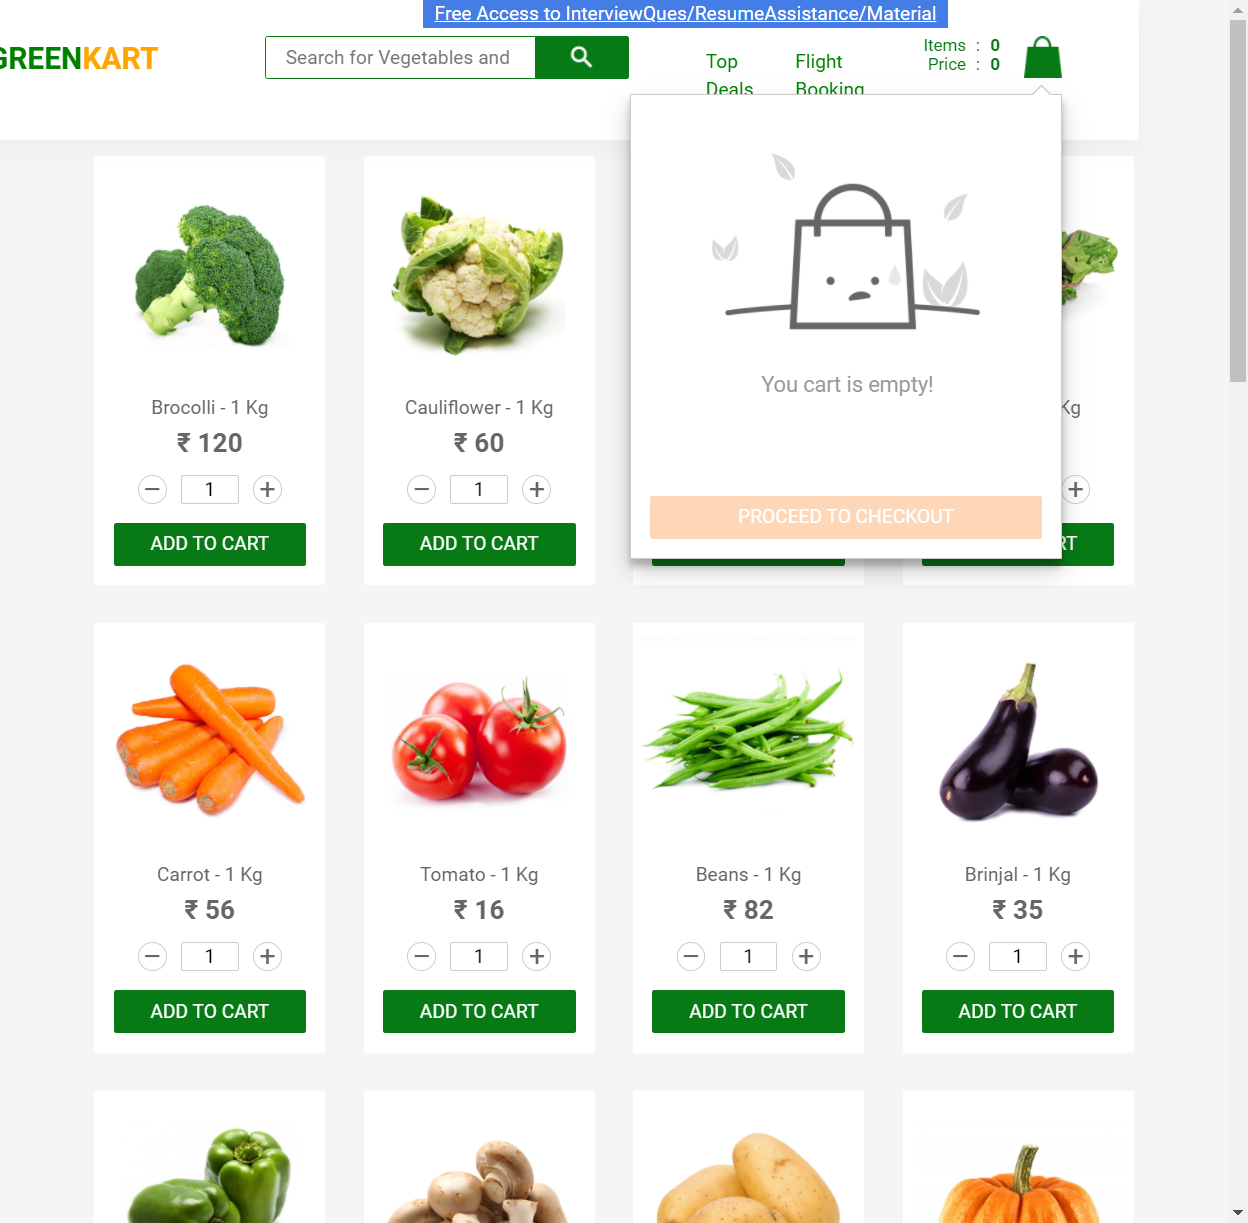 Free Access to InterviewQues/ResumeAssistance/Material
GREENKART
Search for Vegetables and
Top
Deals
Flight
Booking
Items : 0
Price : 0
You cart is empty!
PROCEED TO CHECKOUT
Brocolli - 1 Kg
₹ 120
1
ADD TO CART
Cauliflower - 1 Kg
₹ 60
1
ADD TO CART
Kg
RT
Carrot - 1 Kg
₹ 56
1
ADD TO CART
Tomato - 1 Kg
₹ 16
1
ADD TO CART
Beans - 1 Kg
₹ 82
1
ADD TO CART
Brinjal - 1 Kg
₹ 35
1
ADD TO CART